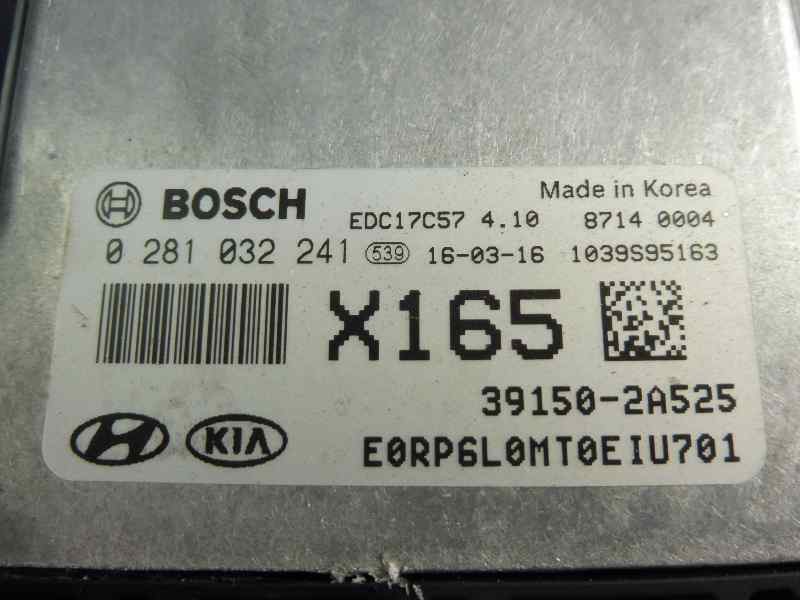 BOSCH
Made in Korea
EDC17C57 4.10 8714 0004
0 281 032 241 539 16-03-16 1039S95163
X165
39150-2A525
KIA
E0RP6L0MT0EIU701